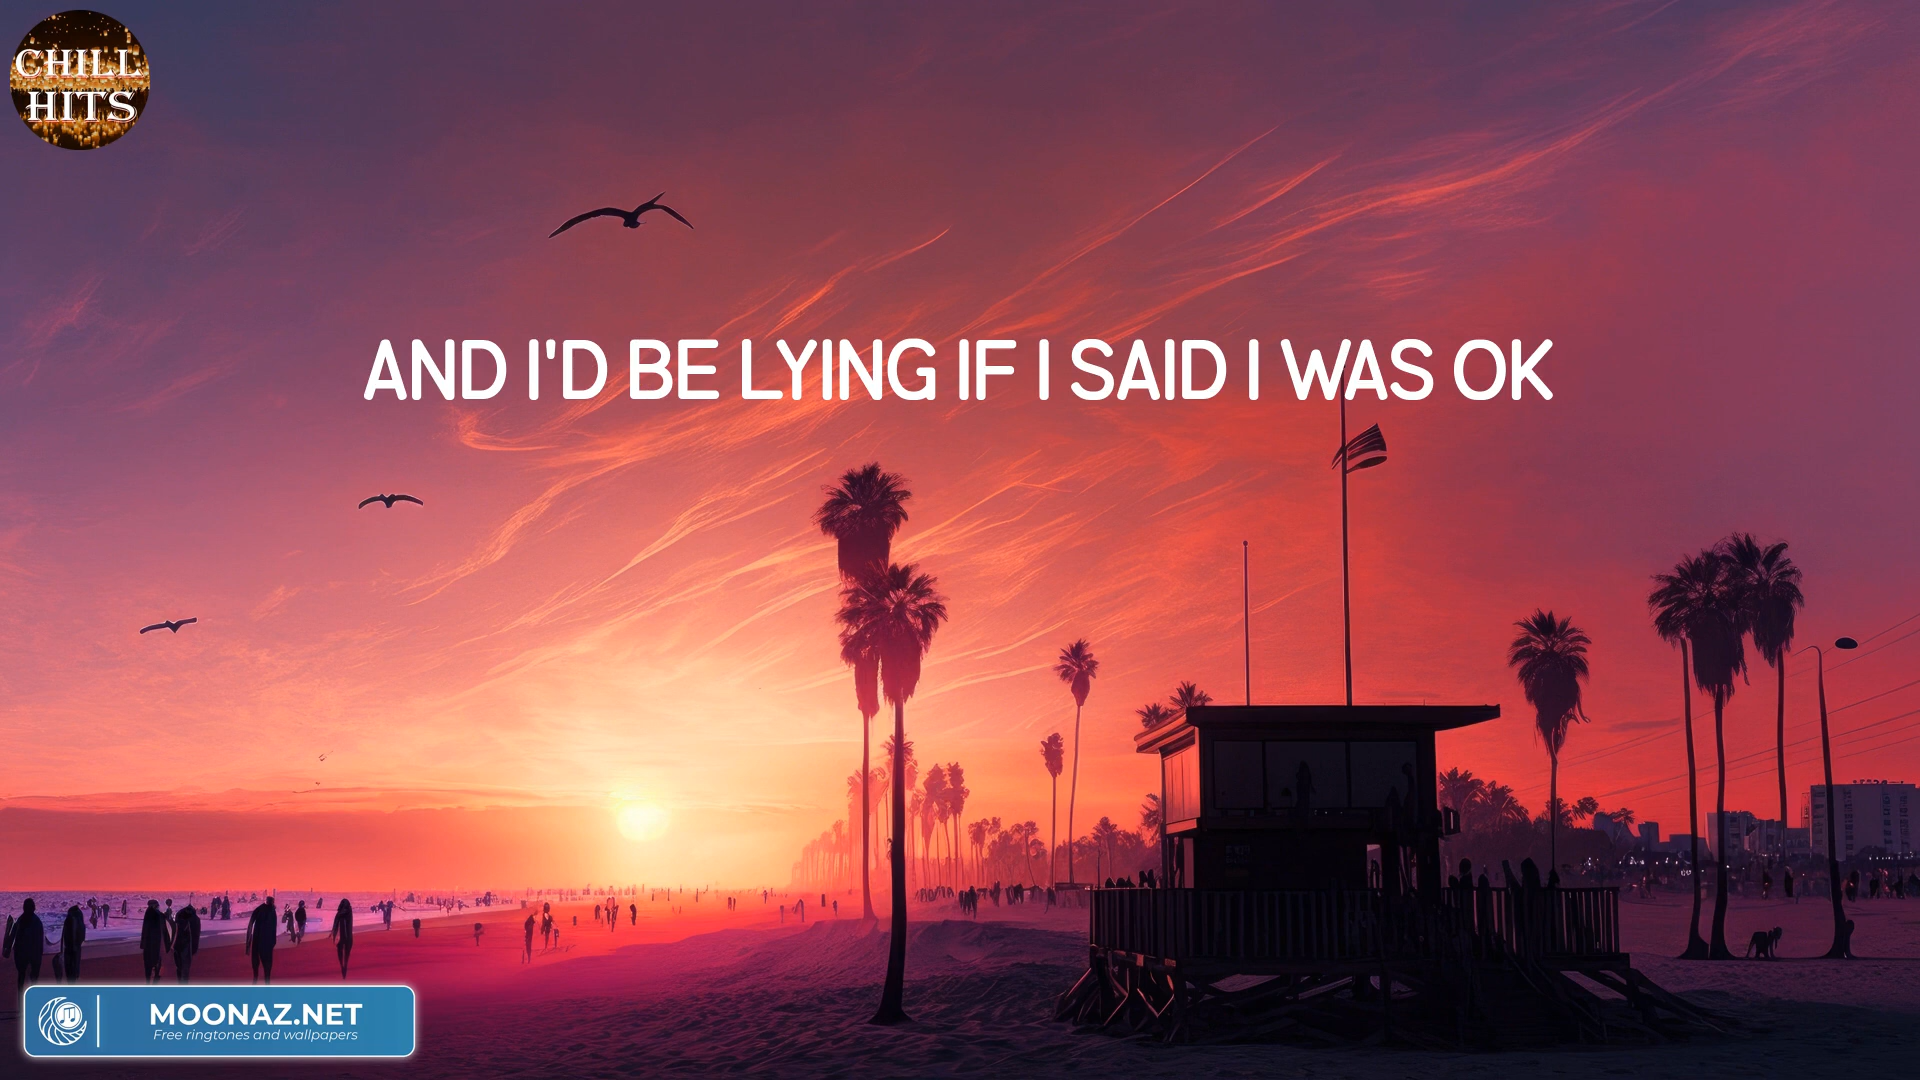 CHILL
HITS
AND I'D BE LYING IF I SAID I WAS OK
MOONAZ.NET
Free ringtones and wallpapers